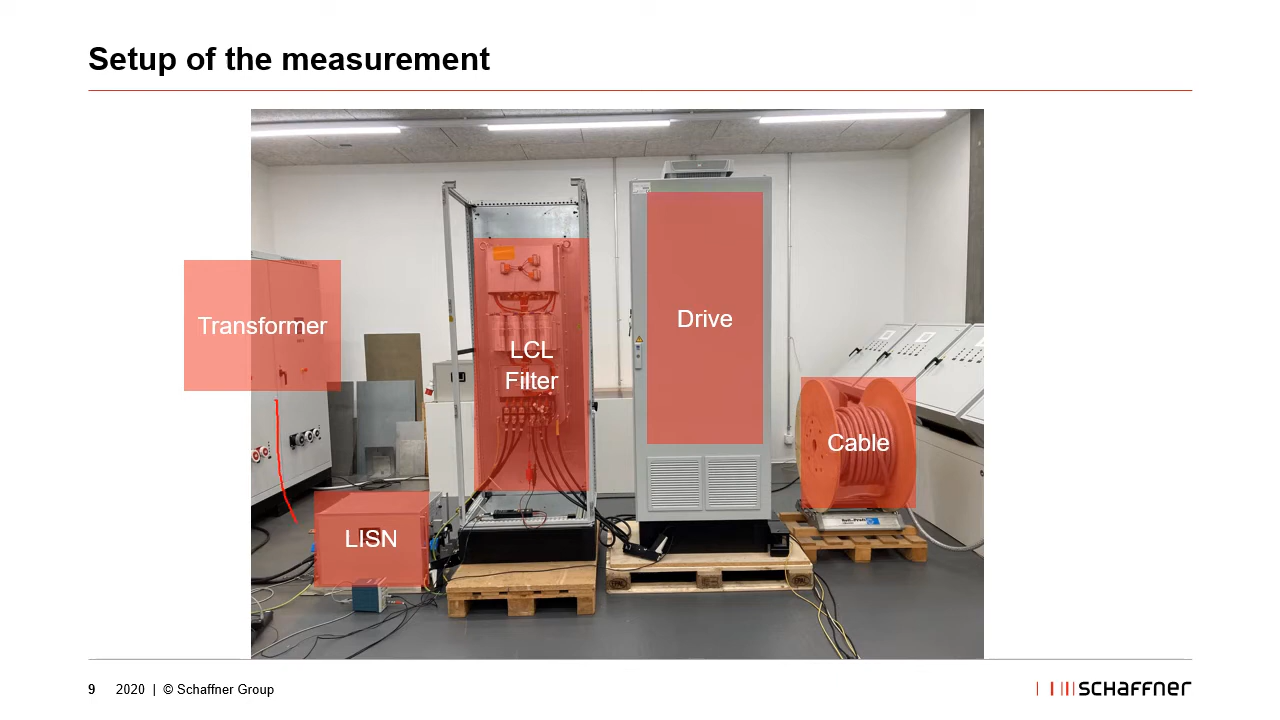 Setup of the measurement
Transformer
LCL
Filter
Drive
Cable
LISN
9 2020 | © Schaffner Group
SCHAFFNER